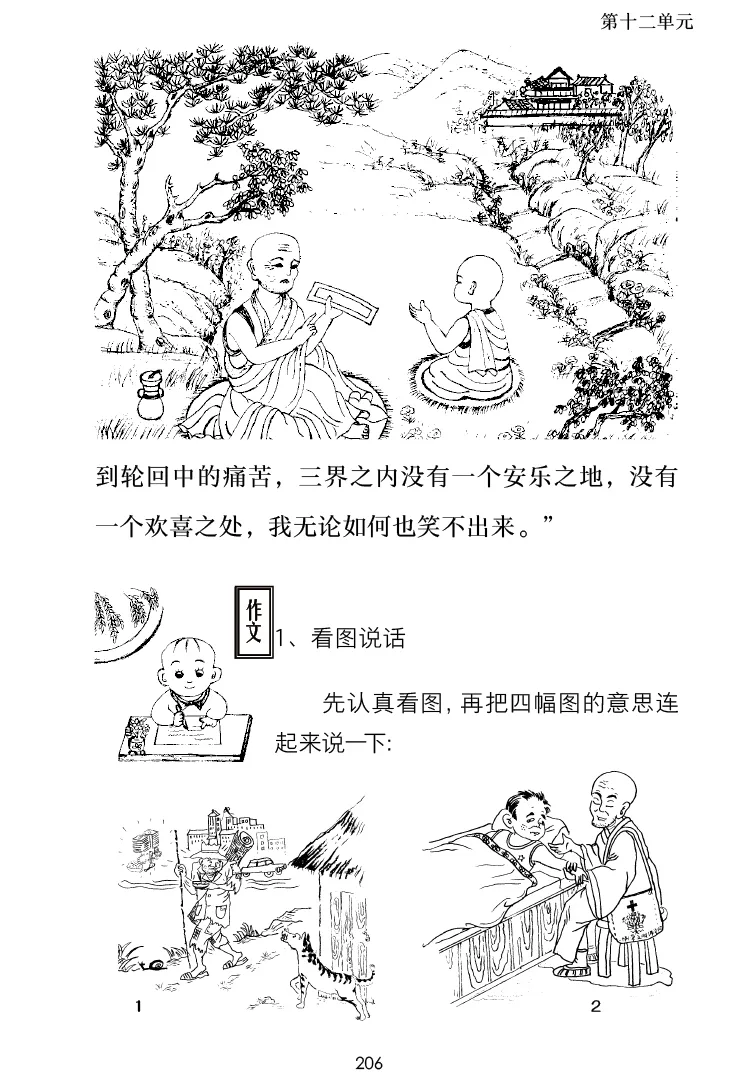 第十二单元
到轮回中的痛苦，三界之内没有一个安乐之地，没有
一个欢喜之处，我无论如何也笑不出来。”
作文
1、看图说话
先认真看图，再把四幅图的意思连
起来说一下：
1
2
206